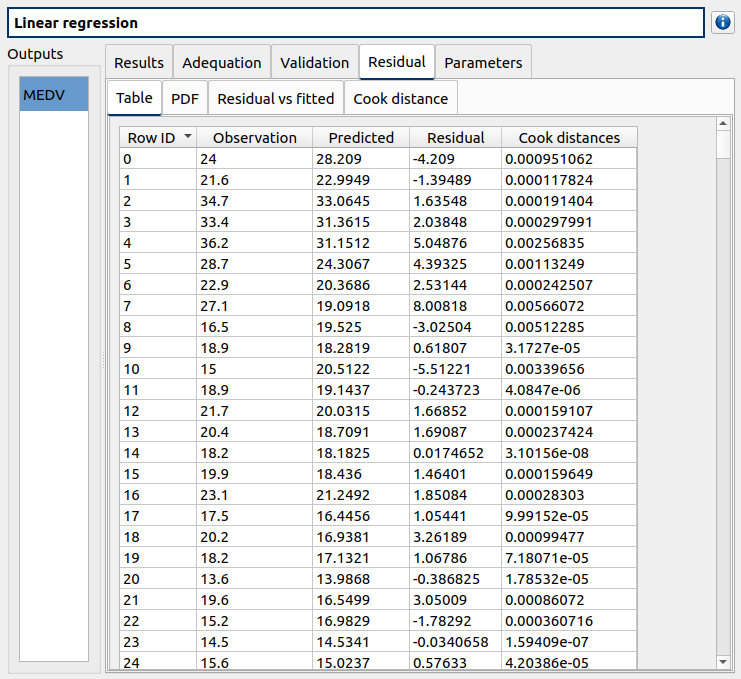 Linear regression
Outputs
MEDV
Results Adequation Validation Residual Parameters
Table PDF Residual vs fitted Cook distance
Row ID Observation Predicted Residual Cook distances
0 24 28.209 -4.209 0.000951062
1 21.6 22.9949 -1.39489 0.000117824
2 34.7 33.0645 1.63548 0.000191404
3 33.4 31.3615 2.03848 0.000297991
4 36.2 31.1512 5.04876 0.00256835
5 28.7 24.3067 4.39325 0.00113249
6 22.9 20.3686 2.53144 0.000242507
7 27.1 19.0918 8.00818 0.00566072
8 16.5 19.525 -3.02504 0.00512285
9 18.9 18.2819 0.61807 3.1727e-05
10 15 20.5122 -5.51221 0.00339656
11 18.9 19.1437 -0.243723 4.0847e-06
12 21.7 20.0315 1.66852 0.000159107
13 20.4 18.7091 1.69087 0.000237424
14 18.2 18.1825 0.0174652 3.10156e-08
15 19.9 18.436 1.46401 0.000159649
16 23.1 21.2492 1.85084 0.00028303
17 17.5 16.4456 1.05441 9.99152e-05
18 20.2 16.9381 3.26189 0.00099477
19 18.2 17.1321 1.06786 7.18071e-05
20 13.6 13.9868 -0.386825 1.78532e-05
21 19.6 16.5499 3.05009 0.00086072
22 15.2 16.9829 -1.78292 0.000360716
23 14.5 14.5341 -0.0340658 1.59409e-07
24 15.6 15.0237 0.57633 4.20386e-05